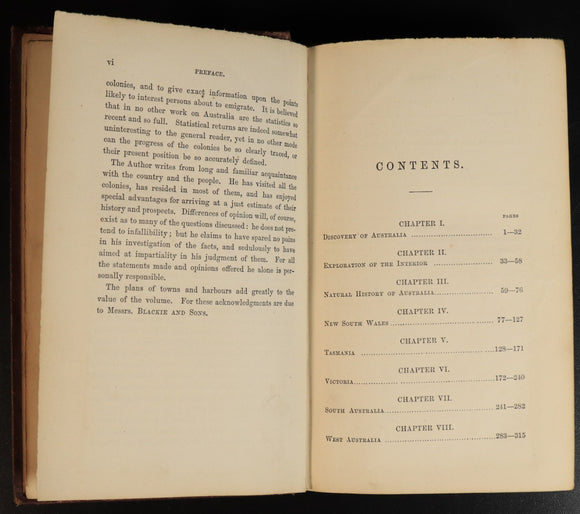 vi
PREFACE.
colonies, and to give exact information upon the points
likely to interest persons about to emigrate. It is believed
that in no other work on Australia are the statistics so
recent and so full. Statistical returns are indeed somewhat
uninteresting to the general reader, yet in no other mode
can the progress of the colonies be so clearly traced, or
their present position be so accurately defined.
The Author writes from long and familiar acquaintance
with the country and the people. He has visited all the
colonies, has resided in most of them, and has enjoyed
special advantages for arriving at a just estimate of their
history and prospects. Differences of opinion will, of course,
exist as to many of the questions discussed: he does not pre-
tend to infallibility; but he claims to have spared no pains
in his investigation of the facts, and sedulously to have
aimed at impartiality in his judgment of them. For all
the statements made and opinions offered he alone is per-
sonally responsible.
The plans of towns and harbours add greatly to the
value of the volume. For these acknowledgments are due
to Messrs. BLACKIE AND SONS.
CONTENTS.
CHAPTER I.
PAGES
DISCOVERY OF AUSTRALIA 1—32
CHAPTER II.
EXPLORATION OF THE INTERIOR 33—58
CHAPTER III.
NATURAL HISTORY OF AUSTRALIA 59—76
CHAPTER IV.
NEW SOUTH WALES 77—127
CHAPTER V.
TASMANIA 128—171
CHAPTER VI.
VICTORIA 172—240
CHAPTER VII.
SOUTH AUSTRALIA 241—282
CHAPTER VIII.
WEST AUSTRALIA 283—315